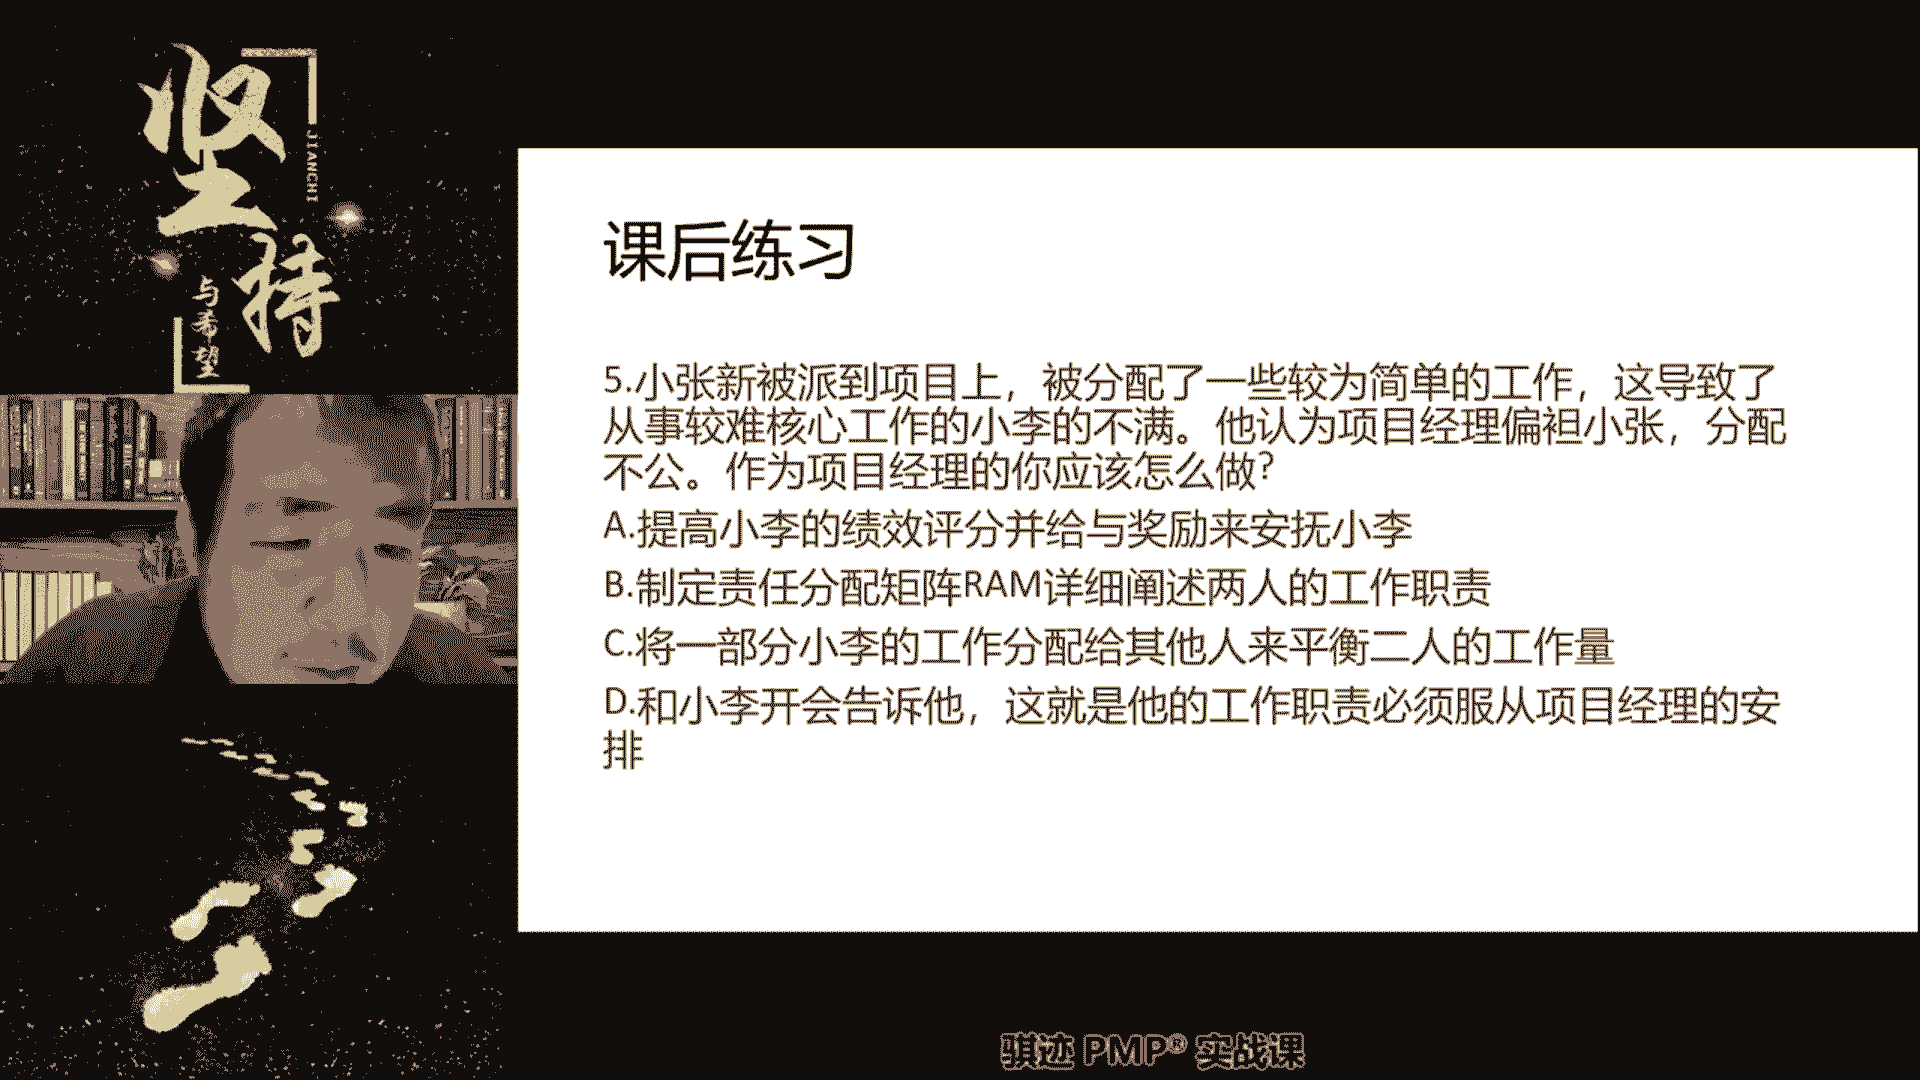 坚持
JIANCHI
与希望
课后练习
5.小张新被派到项目上，被分配了一些较为简单的工作，这导致了
从事较难核心工作的小李的不满。他认为项目经理偏袒小张，分配
不公。作为项目经理的你应该怎么做?
A.提高小李的绩效评分并给与奖励来安抚小李
B.制定责任分配矩阵RAM详细阐述两人的工作职责
C.将一部分小李的工作分配给其他人来平衡二人的工作量
D.和小李开会告诉他，这就是他的工作职责必须服从项目经理的安
排
骐迹 PMP® 实战课